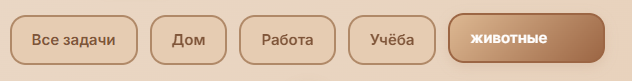 Все задачи
Дом
Работа
Учёба
животные